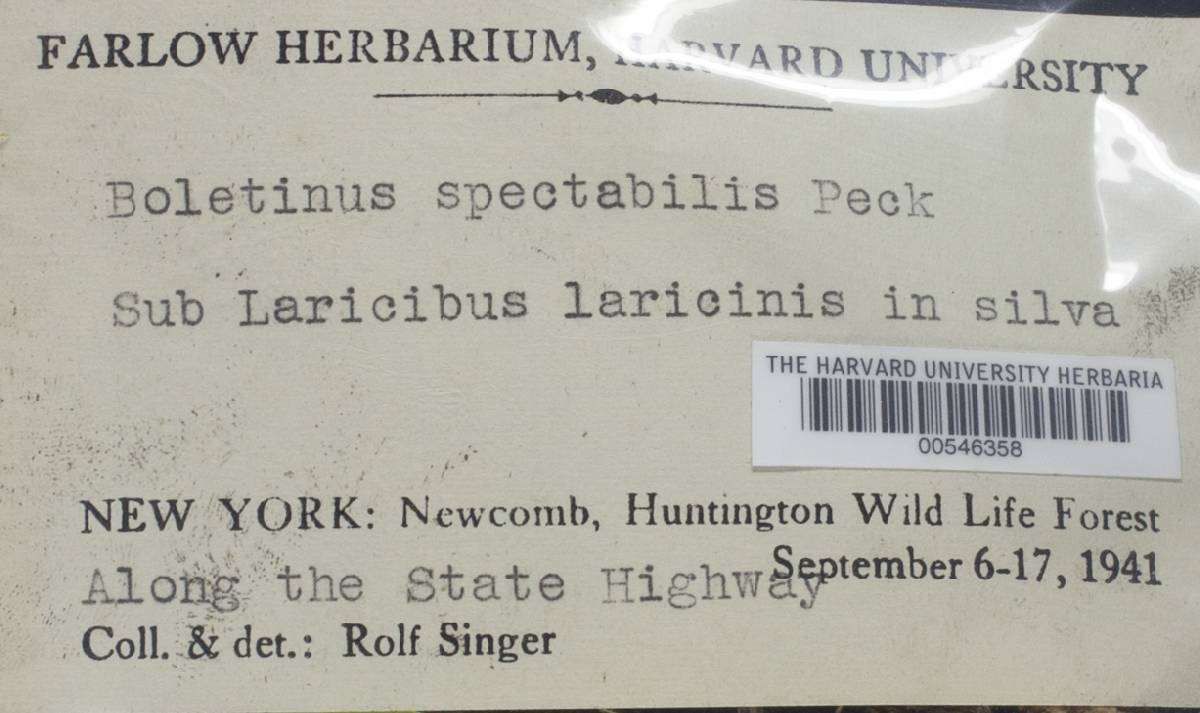 FARLOW HERBARIUM, HARVARD UNIVERSITY
Boletinus spectabilis Peck
Sub Laricibus laricinis in silva
THE HARVARD UNIVERSITY HERBARIA
00546358
NEW YORK: Newcomb, Huntington Wild Life Forest
September 6-17, 1941
Along the State Highway
Coll. & det.: Rolf Singer